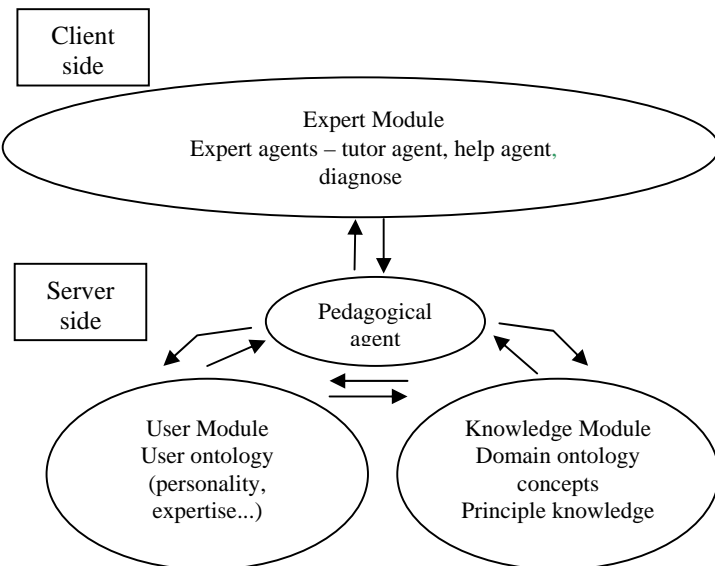 Client
side
Expert Module
Expert agents – tutor agent, help agent,
diagnose
Server
side
Pedagogical
agent
User Module
User ontology
(personality,
expertise...)
Knowledge Module
Domain ontology
concepts
Principle knowledge